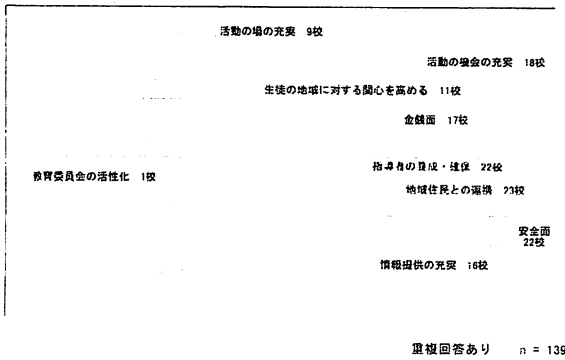 活動の場の充実 9校
活動の機会の充実 18校
生徒の地域に対する関心を高める 11校
金銭面 17校
指導者の育成・確保 22校
教育委員会の活性化 1校
地域住民との連携 23校
安全面
22校
情報提供の充実 16校
重複回答あり n = 139